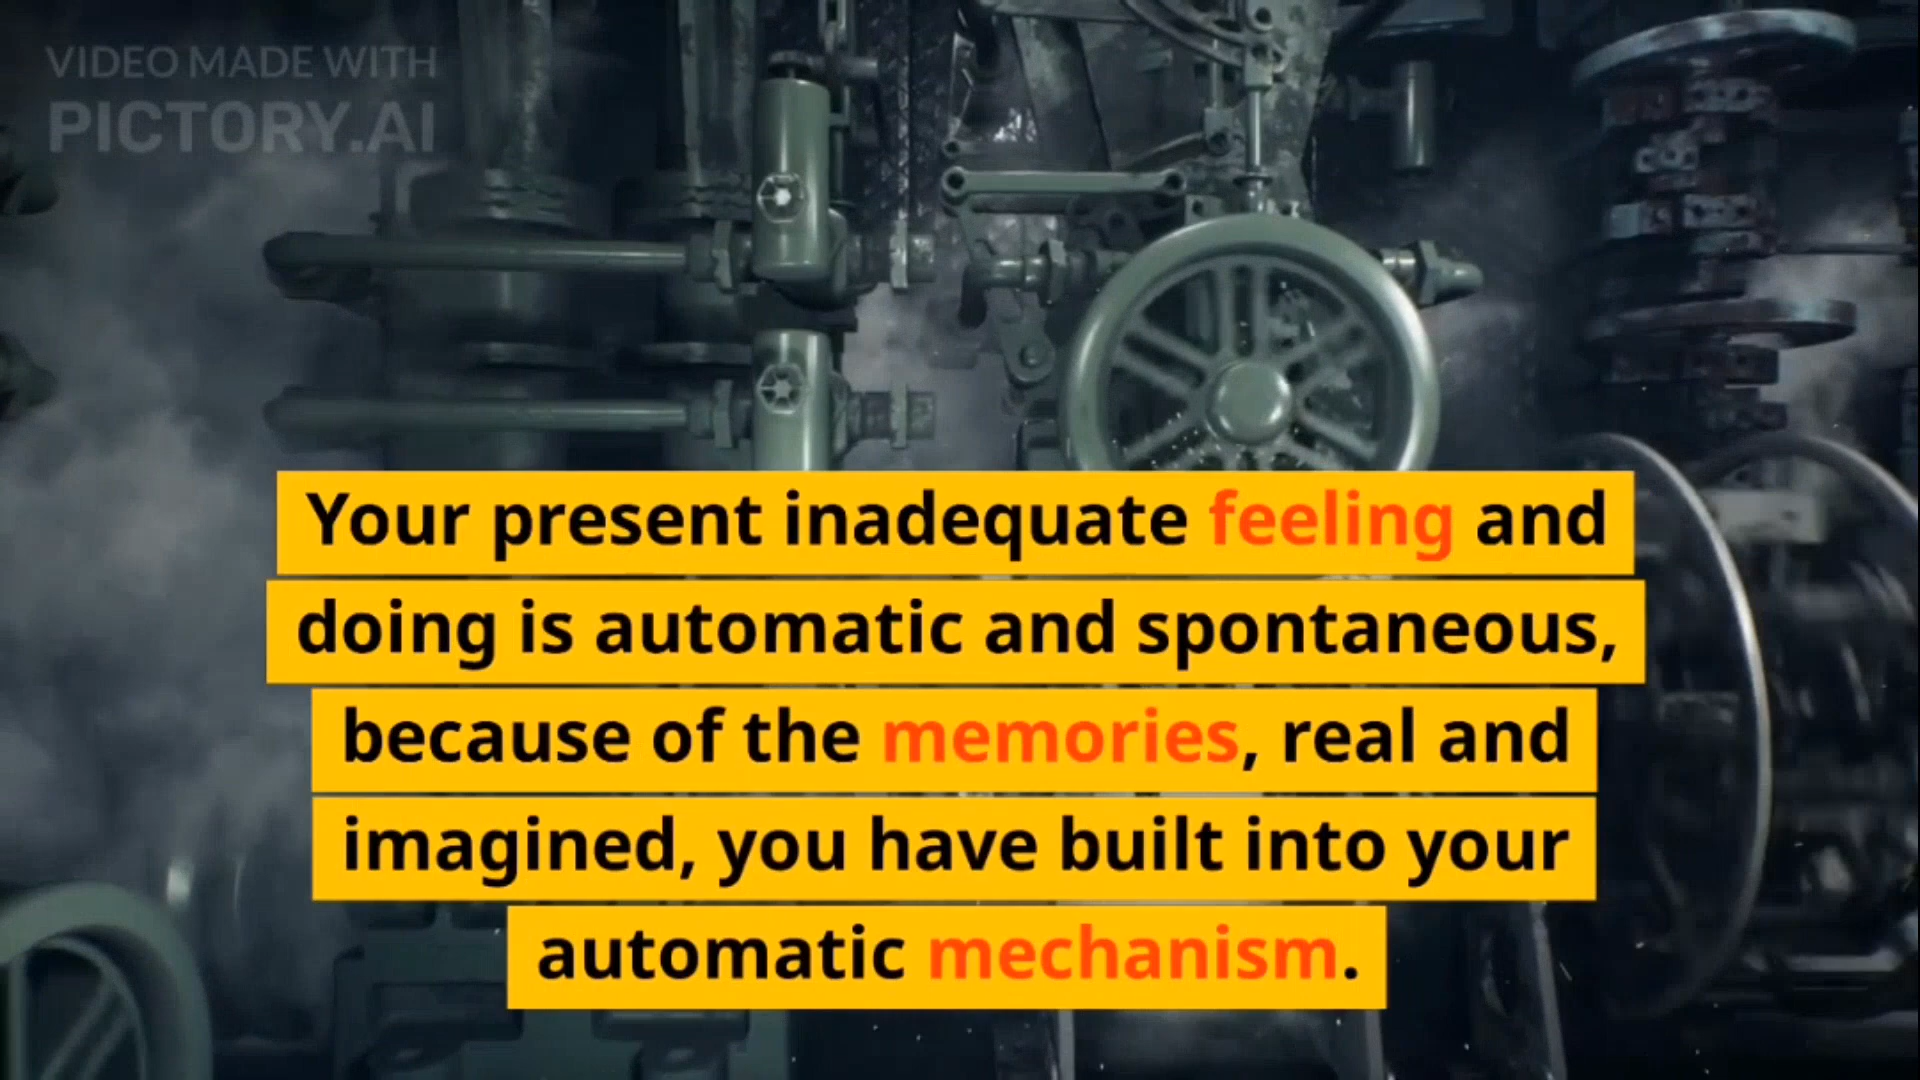 VIDEO MADE WITH
PICTORY.AI
Your present inadequate feeling and
doing is automatic and spontaneous,
because of the memories, real and
imagined, you have built into your
automatic mechanism.